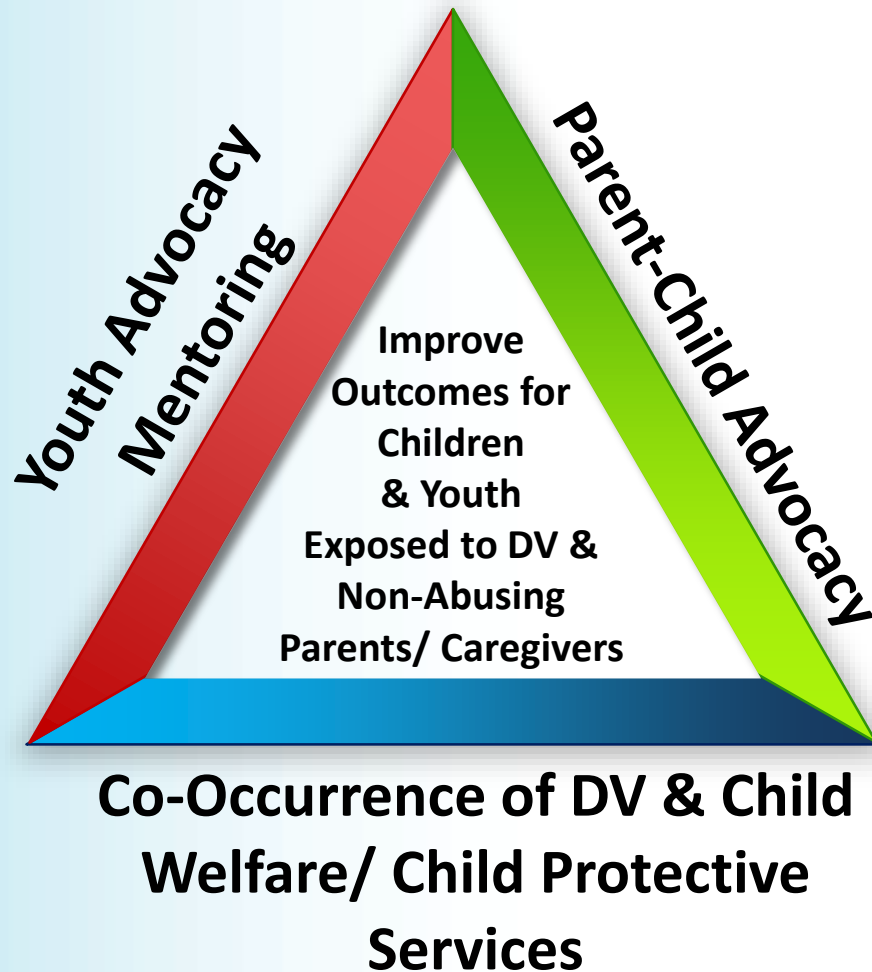 Youth Advocacy
Mentoring
Parent-Child Advocacy
Improve
Outcomes for
Children
& Youth
Exposed to DV &
Non-Abusing
Parents/ Caregivers
Co-Occurrence of DV & Child
Welfare/ Child Protective
Services